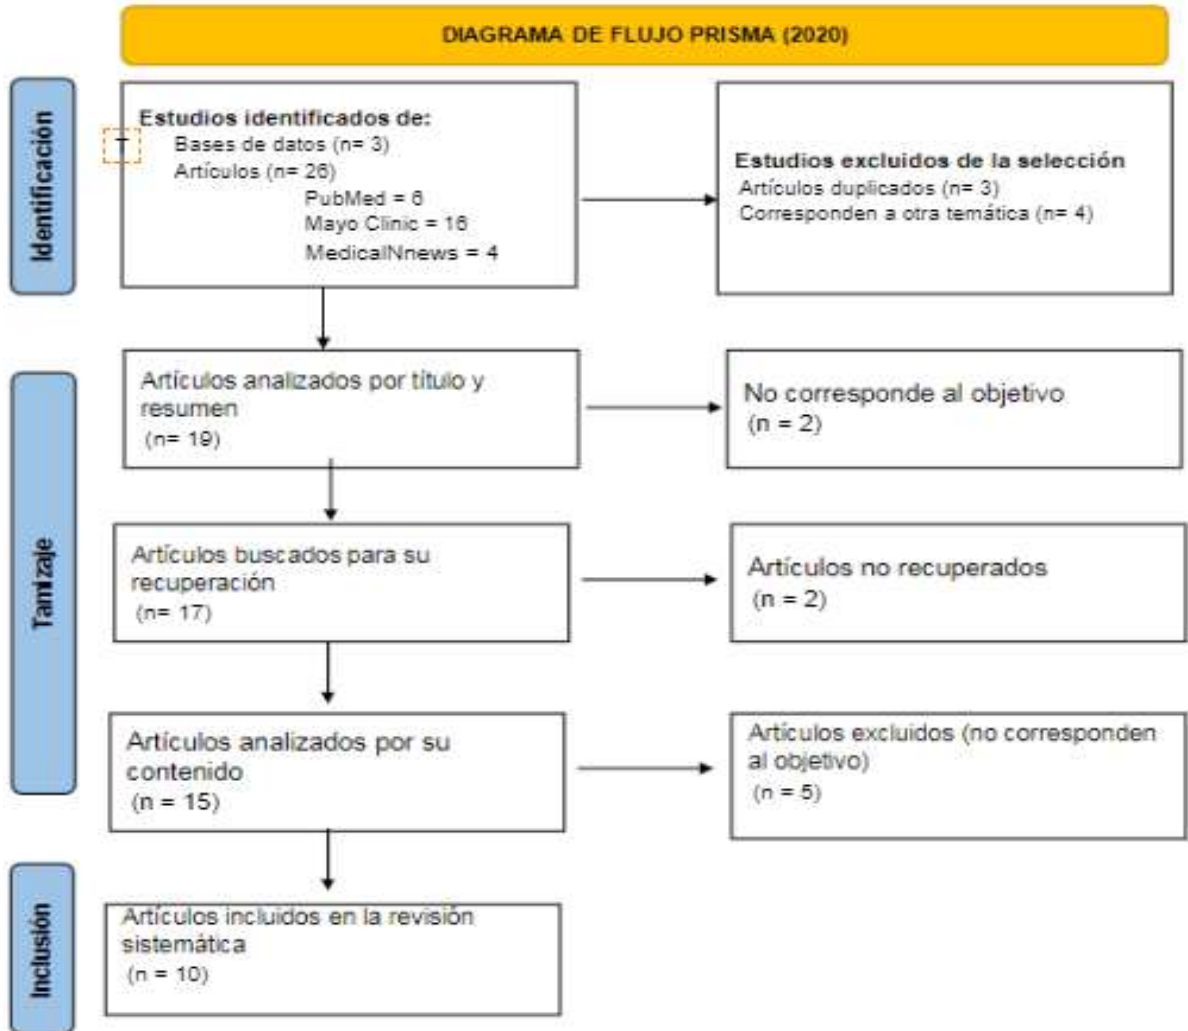 DIAGRAMA DE FLUJO PRISMA (2020)
Identificación
Estudios identificados de:
T
Bases de datos (n= 3)
Artículos (n= 26)
PubMed = 6
Mayo Clinic = 16
MedicalNnews = 4
Estudios excluidos de la selección
Artículos duplicados (n= 3)
Corresponden a otra temática (n= 4)
Tamizaje
Artículos analizados por título y
resumen
(n= 19)
No corresponde al objetivo
(n = 2)
Artículos buscados para su
recuperación
(n= 17)
Artículos no recuperados
(n = 2)
Artículos analizados por su
contenido
(n = 15)
Artículos excluidos (no corresponden
al objetivo)
(n = 5)
Inclusión
Artículos incluidos en la revisión
sistemática
(n = 10)